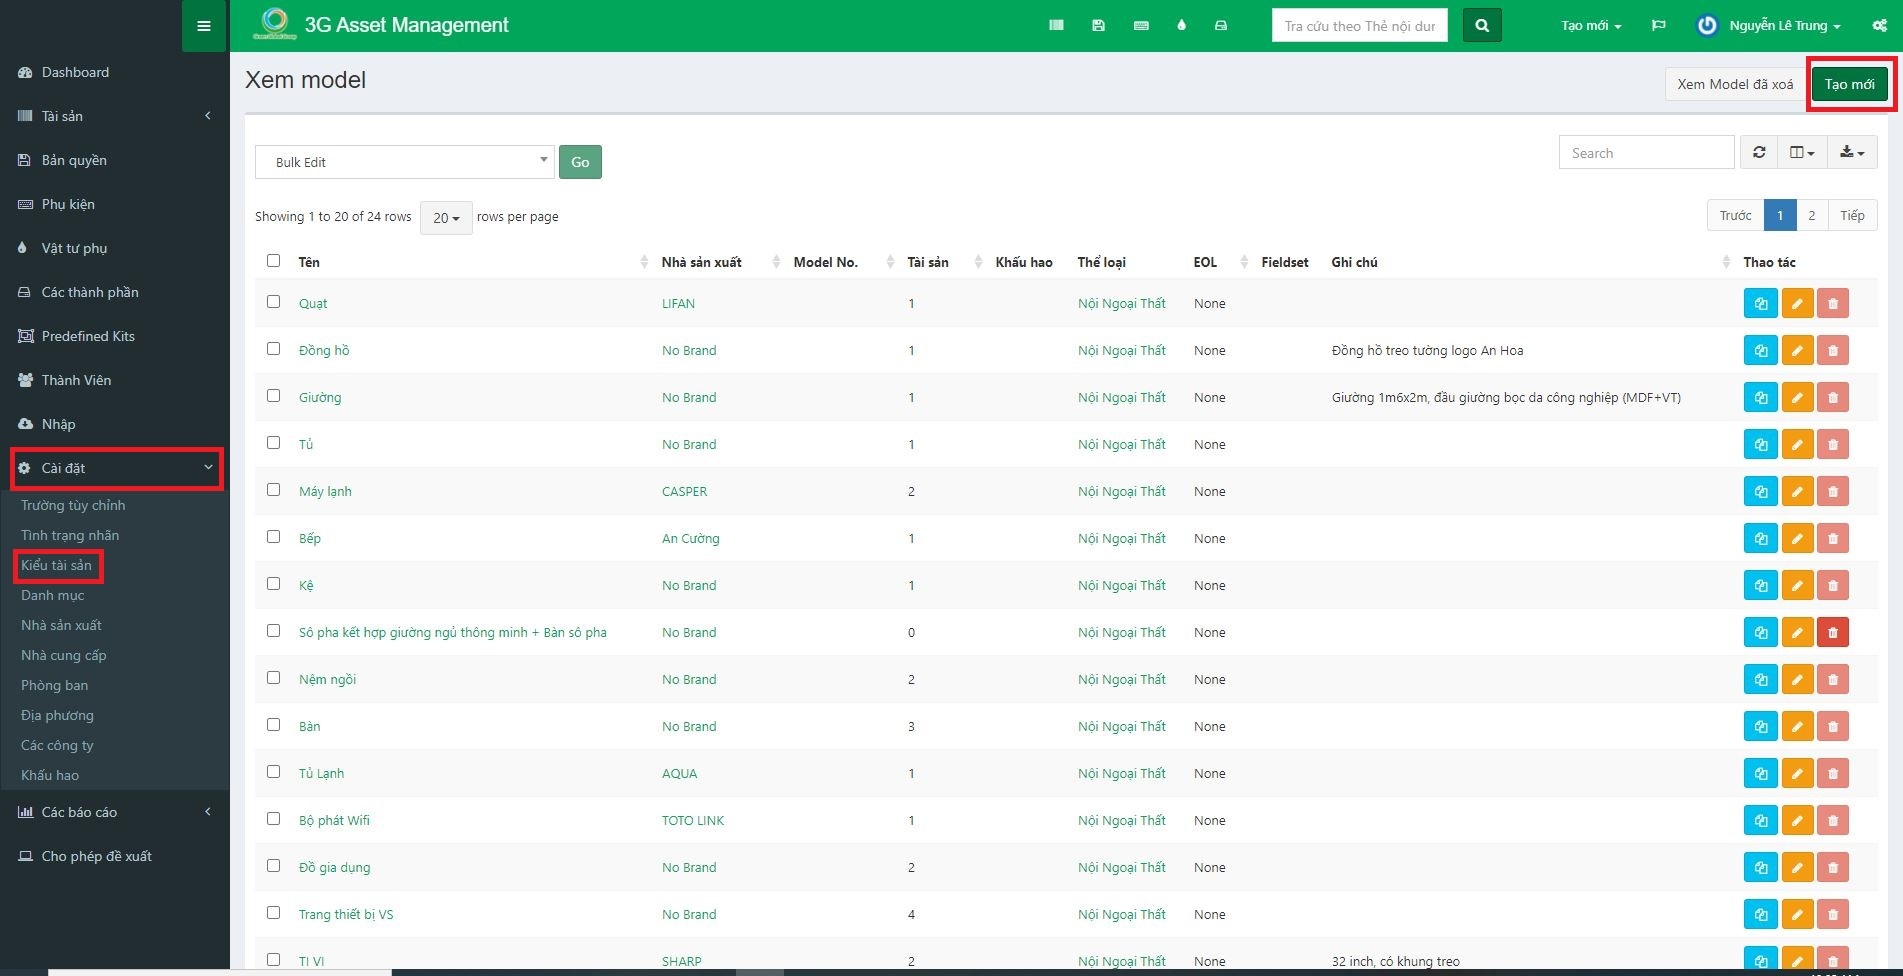 3G Asset Management
Tra cứu theo Thẻ nội dur
Tạo mới
Nguyễn Lê Trung
Dashboard
Tài sản
Bản quyền
Phụ kiện
Vật tư phụ
Các thành phần
Predefined Kits
Thành Viên
Nhập
Cài đặt
Trường tùy chỉnh
Tình trạng nhãn
Kiểu tài sản
Danh mục
Nhà sản xuất
Nhà cung cấp
Phòng ban
Địa phương
Các công ty
Khấu hao
Các báo cáo
Cho phép đề xuất
Xem model
Xem Model đã xoá
Tạo mới
Bulk Edit
Go
Search
Showing 1 to 20 of 24 rows 20 rows per page
Trước 1 2 Tiếp
Tên Nhà sản xuất Model No. Tài sản Khấu hao Thể loại EOL Fieldset Ghi chú Thao tác
Quạt LIFAN 1 Nội Ngoại Thất None
Đồng hồ No Brand 1 Nội Ngoại Thất None Đồng hồ treo tường logo An Hoa
Giường No Brand 1 Nội Ngoại Thất None Giường 1m6x2m, đầu giường bọc da công nghiệp (MDF+VT)
Tủ No Brand 1 Nội Ngoại Thất None
Máy lạnh CASPER 2 Nội Ngoại Thất None
Bếp An Cường 1 Nội Ngoại Thất None
Kệ No Brand 1 Nội Ngoại Thất None
Sô pha kết hợp giường ngủ thông minh + Bàn sô pha No Brand 0 Nội Ngoại Thất None
Nệm ngồi No Brand 2 Nội Ngoại Thất None
Bàn No Brand 3 Nội Ngoại Thất None
Tủ Lạnh AQUA 1 Nội Ngoại Thất None
Bộ phát Wifi TOTO LINK 1 Nội Ngoại Thất None
Đồ gia dụng No Brand 2 Nội Ngoại Thất None
Trang thiết bị VS No Brand 4 Nội Ngoại Thất None
TI VI SHARP 2 Nội Ngoại Thất None 32 inch, có khung treo